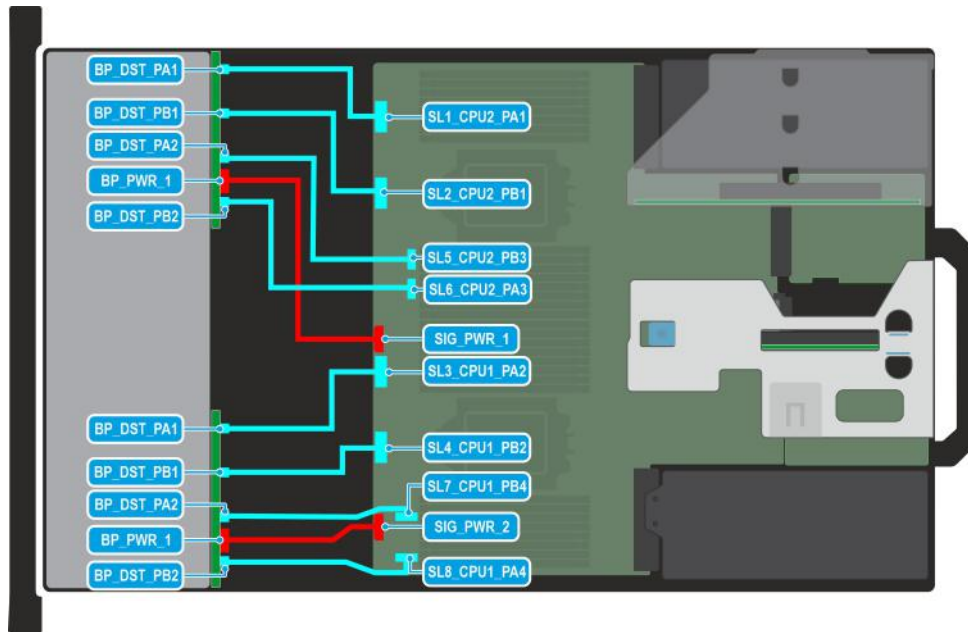 BP_DST_PA1
BP_DST_PB1
BP_DST_PA2
BP_PWR_1
BP_DST_PB2
SL1_CPU2_PA1
SL2_CPU2_PB1
SL5_CPU2_PB3
SL6_CPU2_PA3
SIG_PWR_1
SL3_CPU1_PA2
BP_DST_PA1
BP_DST_PB1
BP_DST_PA2
BP_PWR_1
BP_DST_PB2
SL4_CPU1_PB2
SL7_CPU1_PB4
SIG_PWR_2
SL8_CPU1_PA4